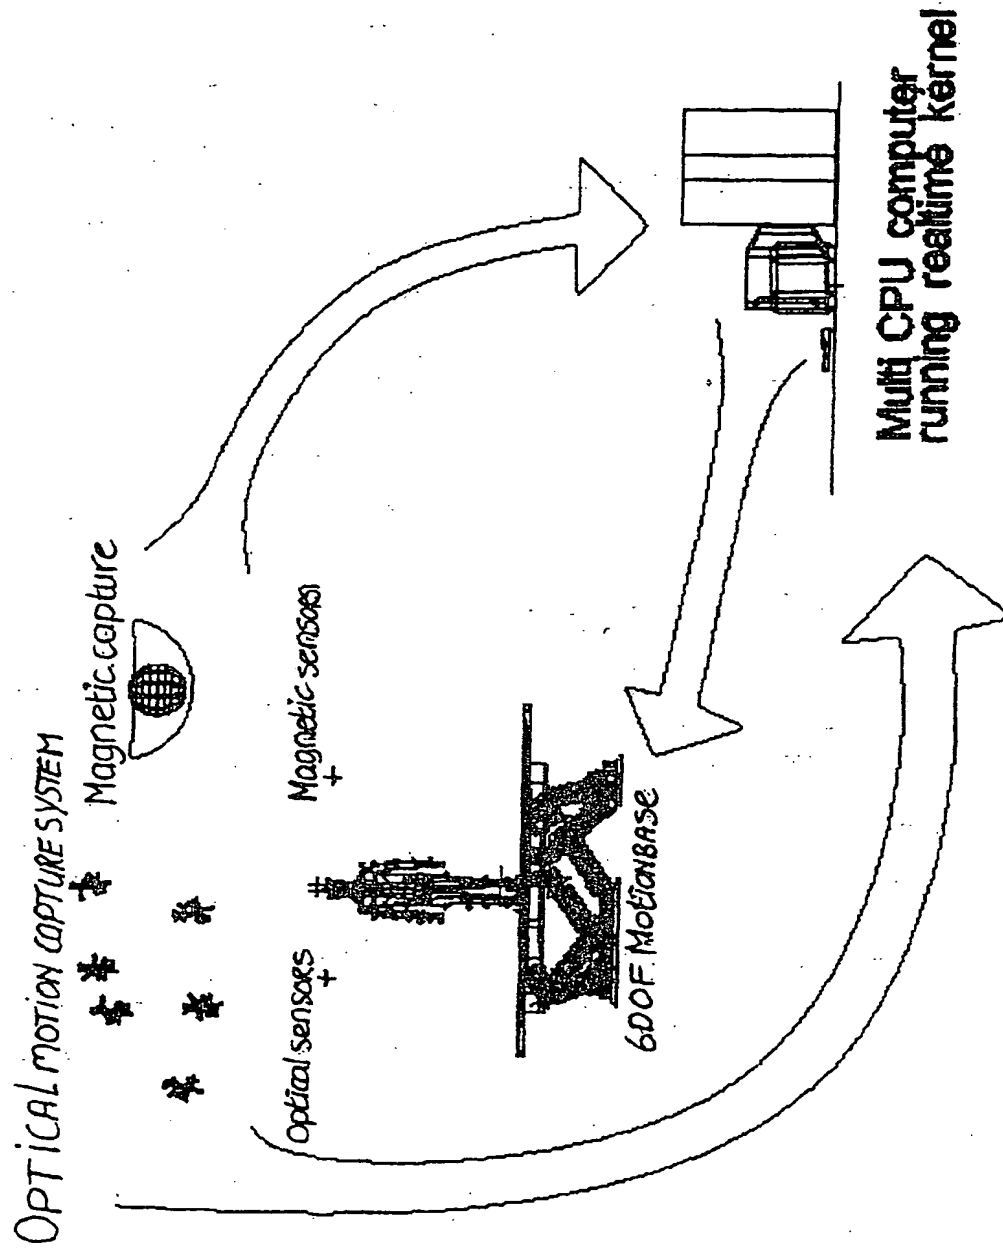 OPTICAL MOTION CAPTURE SYSTEM
Magnetic capture
Optical sensors
+
Magnetic sensors
+
6DOF MotionBASE
Multi CPU computer
running realtime kernel